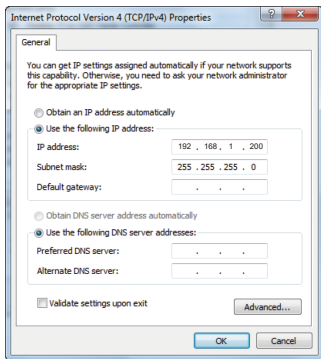 Internet Protocol Version 4 (TCP/IPv4) Properties
General
You can get IP settings assigned automatically if your network supports
this capability. Otherwise, you need to ask your network administrator
for the appropriate IP settings.
Obtain an IP address automatically
Use the following IP address:
IP address: 192 . 168 . 1 . 200
Subnet mask: 255 . 255 . 255 . 0
Default gateway: . . .
Obtain DNS server address automatically
Use the following DNS server addresses:
Preferred DNS server: . . .
Alternate DNS server: . . .
Validate settings upon exit
Advanced...
OK Cancel